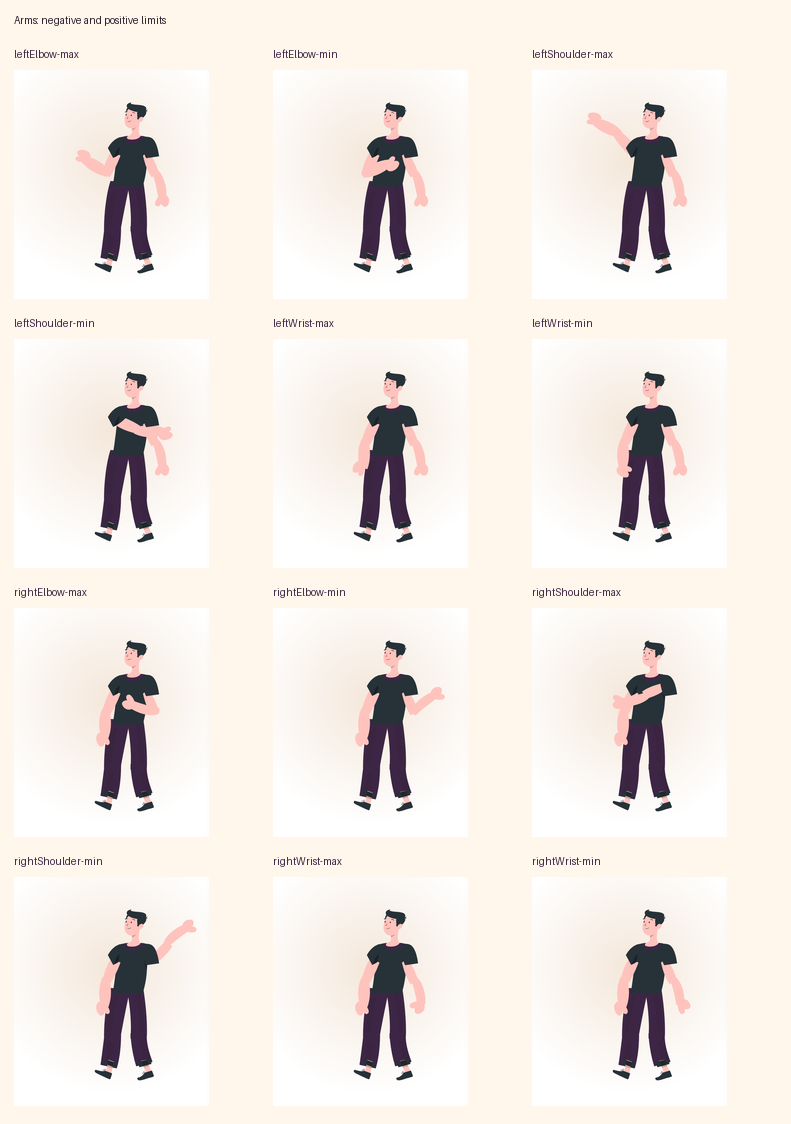 Arms: negative and positive limits
leftElbow-max
leftElbow-min
leftShoulder-max
leftShoulder-min
leftWrist-max
leftWrist-min
rightElbow-max
rightElbow-min
rightShoulder-max
rightShoulder-min
rightWrist-max
rightWrist-min